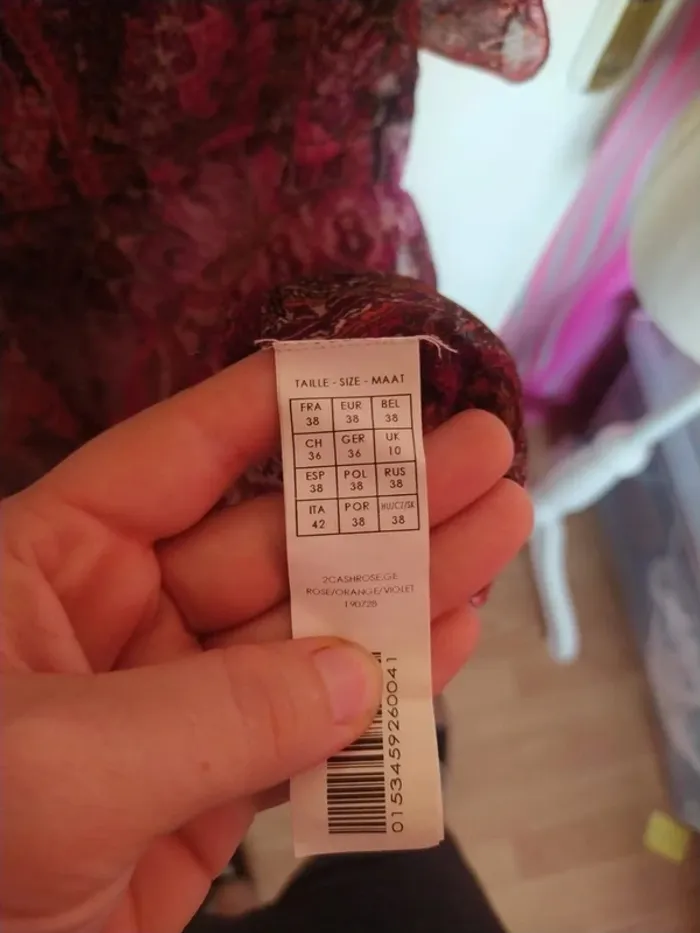 TAILLE - SIZE - MAAT
FRA EUR BEL
38 38 38
CH GER UK
36 36 10
ESP POL RUS
38 38 38
ITA POR HU/CZ/SK
42 38 38
2CASHROSE.GE
ROSE/ORANGE/VIOLET
190728
0153459260041